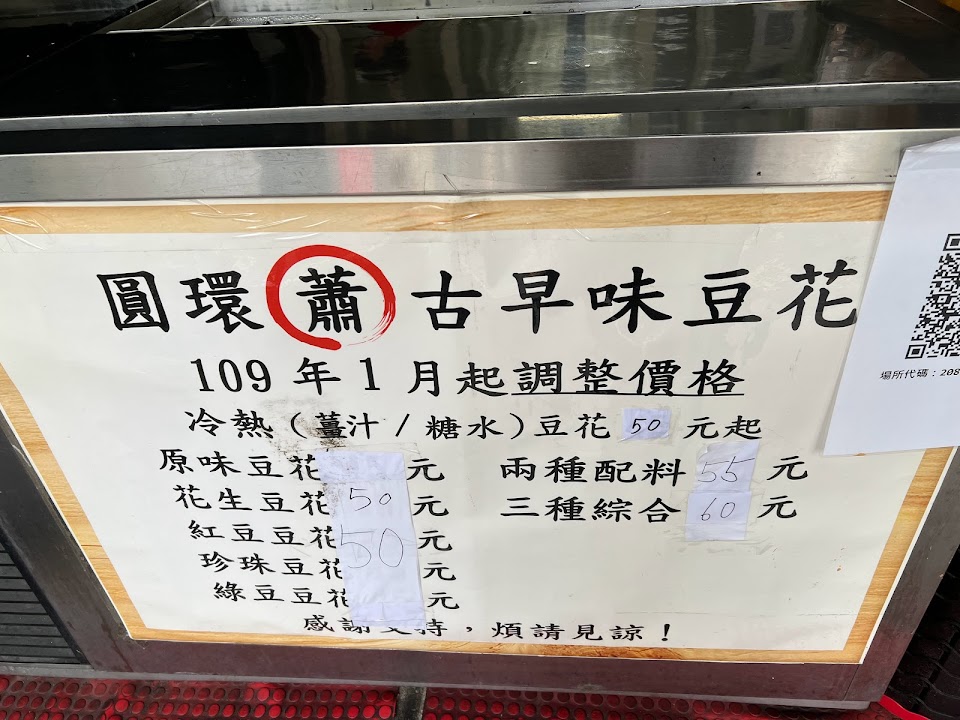 圓環蕭古早味豆花
109年1月起調整價格
冷熱(薑汁/糖水)豆花50元起
原味豆花 元 兩種配料55元
花生豆花50元 三種綜合60元
紅豆豆花50元
珍珠豆花 元
綠豆豆花 元
感謝支持，煩請見諒！
場所代碼：208